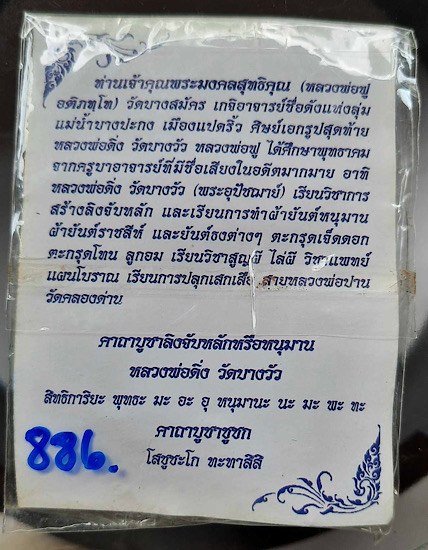 ท่านเจ้าคุณพระมงคลสุทธิคุณ (หลวงพ่อฟู
อติภทฺโท) วัดบางสมัคร เกจิอาจารย์ชื่อดังแห่งลุ่ม
แม่น้ำบางปะกง เมืองแปดริ้ว ศิษย์เอกรูปสุดท้าย
หลวงพ่อดิ่ง วัดบางวัว หลวงพ่อฟู ได้ศึกษาพุทธาคม
จากครูบาอาจารย์ที่มีชื่อเสียงในอดีตมากมาย อาทิ
หลวงพ่อดิ่ง วัดบางวัว (พระอุปัชฌาย์) เรียนวิชาการ
สร้างลิงจับหลัก และเรียนการทำผ้ายันต์หนุมาน
ผ้ายันต์ราชสีห์ และยันต์ธงต่างๆ ตะกรุดเจ็ดดอก
ตะกรุดโทน ลูกอม เรียนวิชาสูญผี ไล่ผี วิชาแพทย์
แผนโบราณ เรียนการปลุกเสกเสือ สายหลวงพ่อปาน
วัดคลองด่าน
คาถาบูชาลิงจับหลักหรือหนุมาน
หลวงพ่อดิ่ง วัดบางวัว
สิทธิการิยะ พุทธะ มะ อะ อุ หนุมานะ นะ มะ พะ ทะ
คาถาบูชาชูชก
โสชูชะโก ทะทาสิสิ
886.